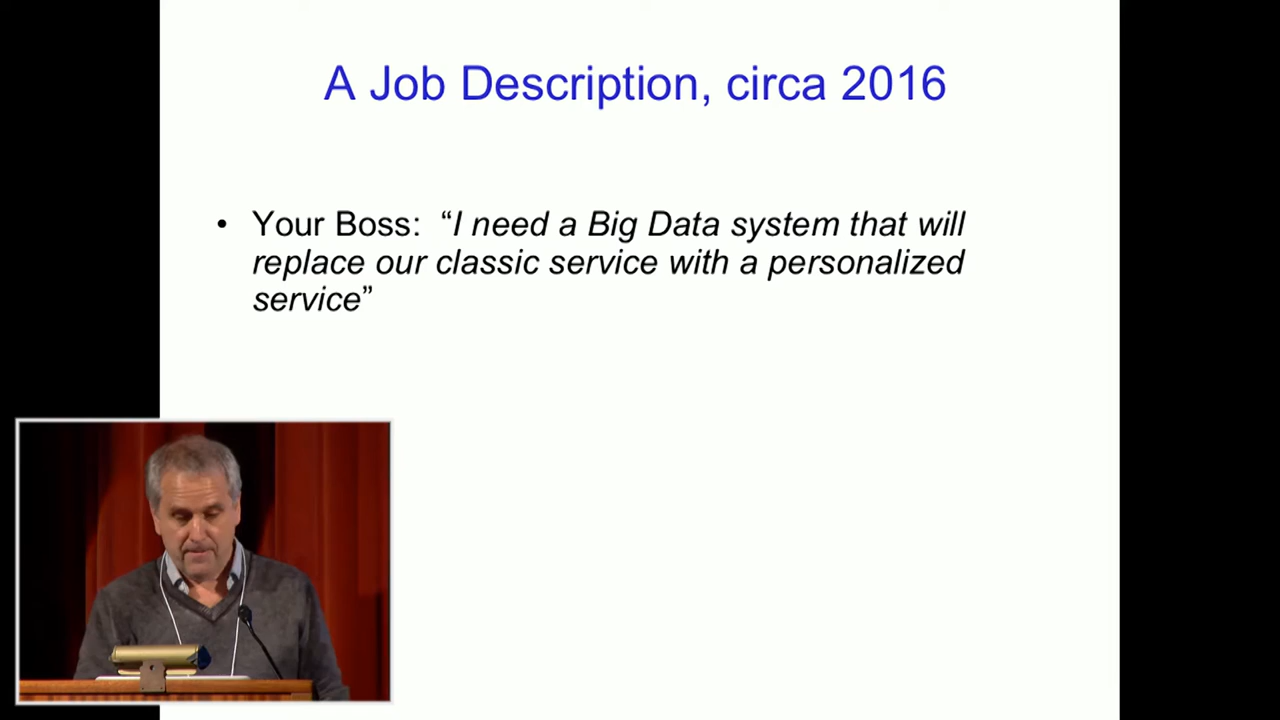 A Job Description, circa 2016
• Your Boss: “I need a Big Data system that will
replace our classic service with a personalized
service”